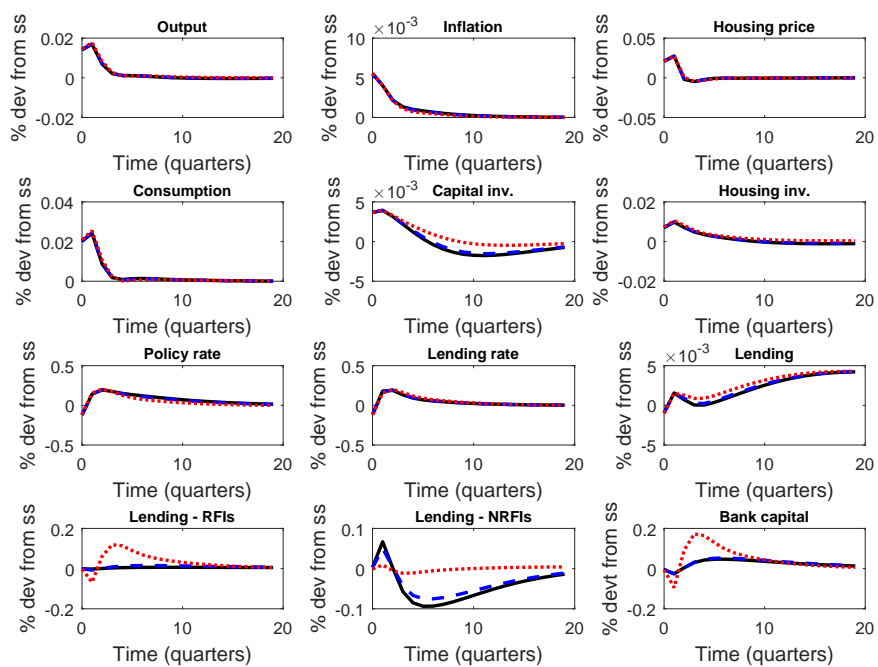 Output
% dev from ss
0.02
0
-0.02
0 10 20
Time (quarters)
Inflation
×10⁻³
% dev from ss
10
5
0
0 10 20
Time (quarters)
Housing price
% dev from ss
0.05
0
-0.05
0 10 20
Time (quarters)
Consumption
% dev from ss
0.04
0.02
0
0 10 20
Time (quarters)
Capital inv.
×10⁻³
% dev from ss
5
0
-5
0 10 20
Time (quarters)
Housing inv.
% dev from ss
0.02
0
-0.02
0 10 20
Time (quarters)
Policy rate
% dev from ss
0.5
0
-0.5
0 10 20
Time (quarters)
Lending rate
% dev from ss
0.5
0
-0.5
0 10 20
Time (quarters)
Lending
×10⁻³
% dev from ss
5
0
-5
0 10 20
Time (quarters)
Lending - RFIs
% dev from ss
0.2
0
-0.2
0 10 20
Time (quarters)
Lending - NRFIs
% dev from ss
0.1
0
-0.1
0 10 20
Time (quarters)
Bank capital
% devt from ss
0.2
0
-0.2
0 10 20
Time (quarters)